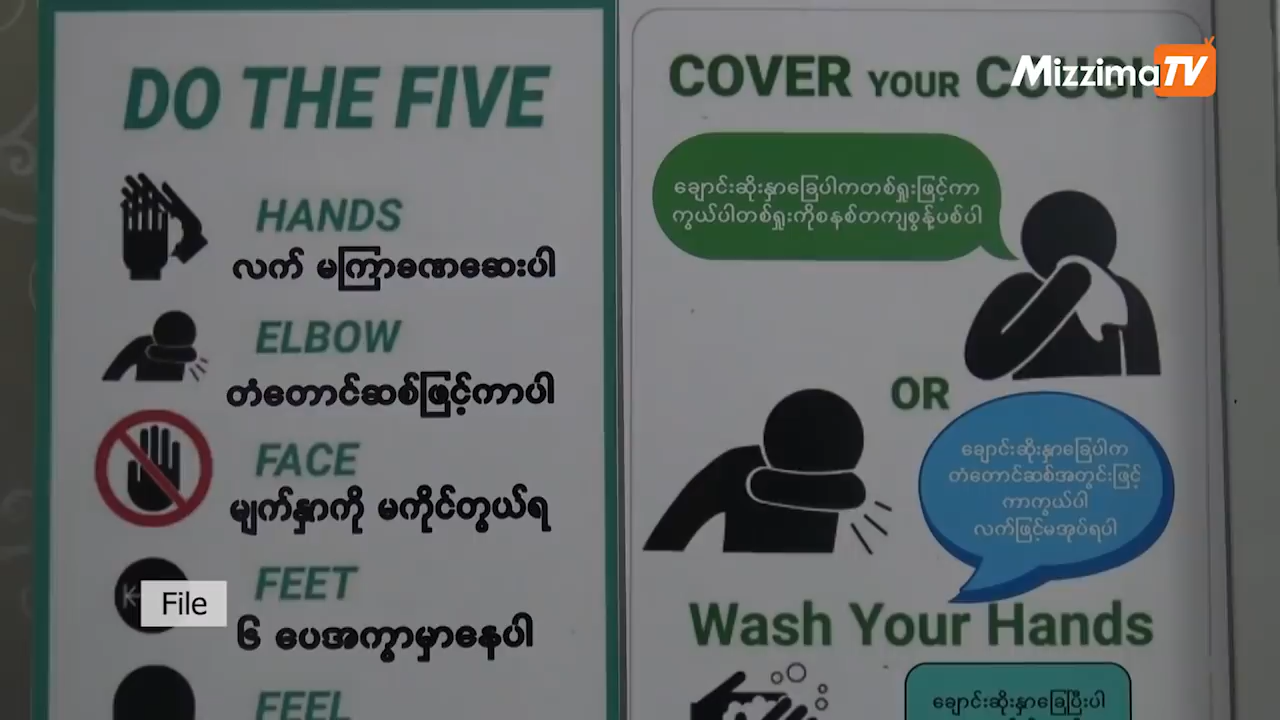 DO THE FIVE
HANDS
လက် မကြာခဏဆေးပါ
ELBOW
တံတောင်ဆစ်ဖြင့်ကာပါ
FACE
မျက်နှာကို မကိုင်တွယ်ရ
FEET
၆ ပေအကွာမှာနေပါ
FEEL
File
COVER YOUR COUGH
MizzimaTV
ချောင်းဆိုးနှာချေပါကတစ်ရှူးဖြင့်ကာ
ကွယ်ပါတစ်ရှူးကိုစနစ်တကျစွန့်ပစ်ပါ
OR
ချောင်းဆိုးနှာချေပါက
တံတောင်ဆစ်အတွင်းဖြင့်
ကာကွယ်ပါ
လက်ဖြင့်မအုပ်ရပါ
Wash Your Hands
ချောင်းဆိုးနှာချေပြီးပါ